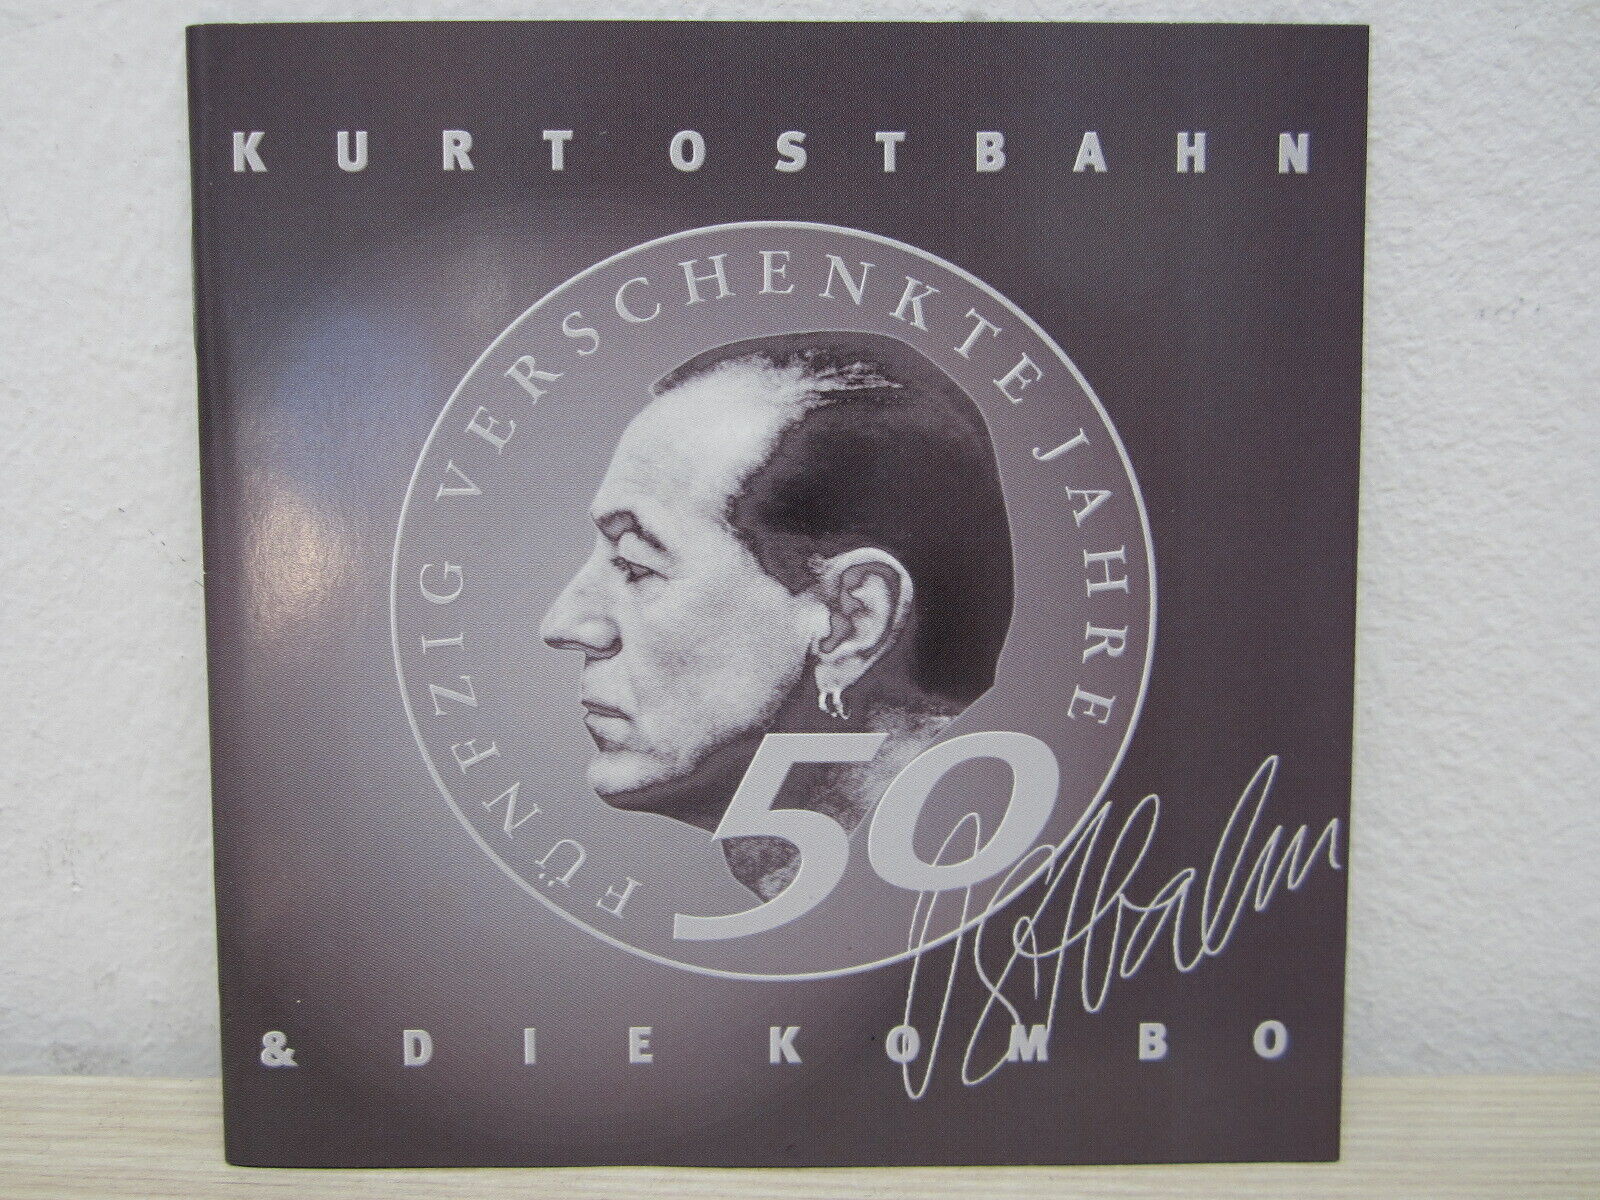 KURT OSTBAHN
FÜNFZIG VERSCHENKTE JAHRE
50
Ostbahn
& DIE KOMBO